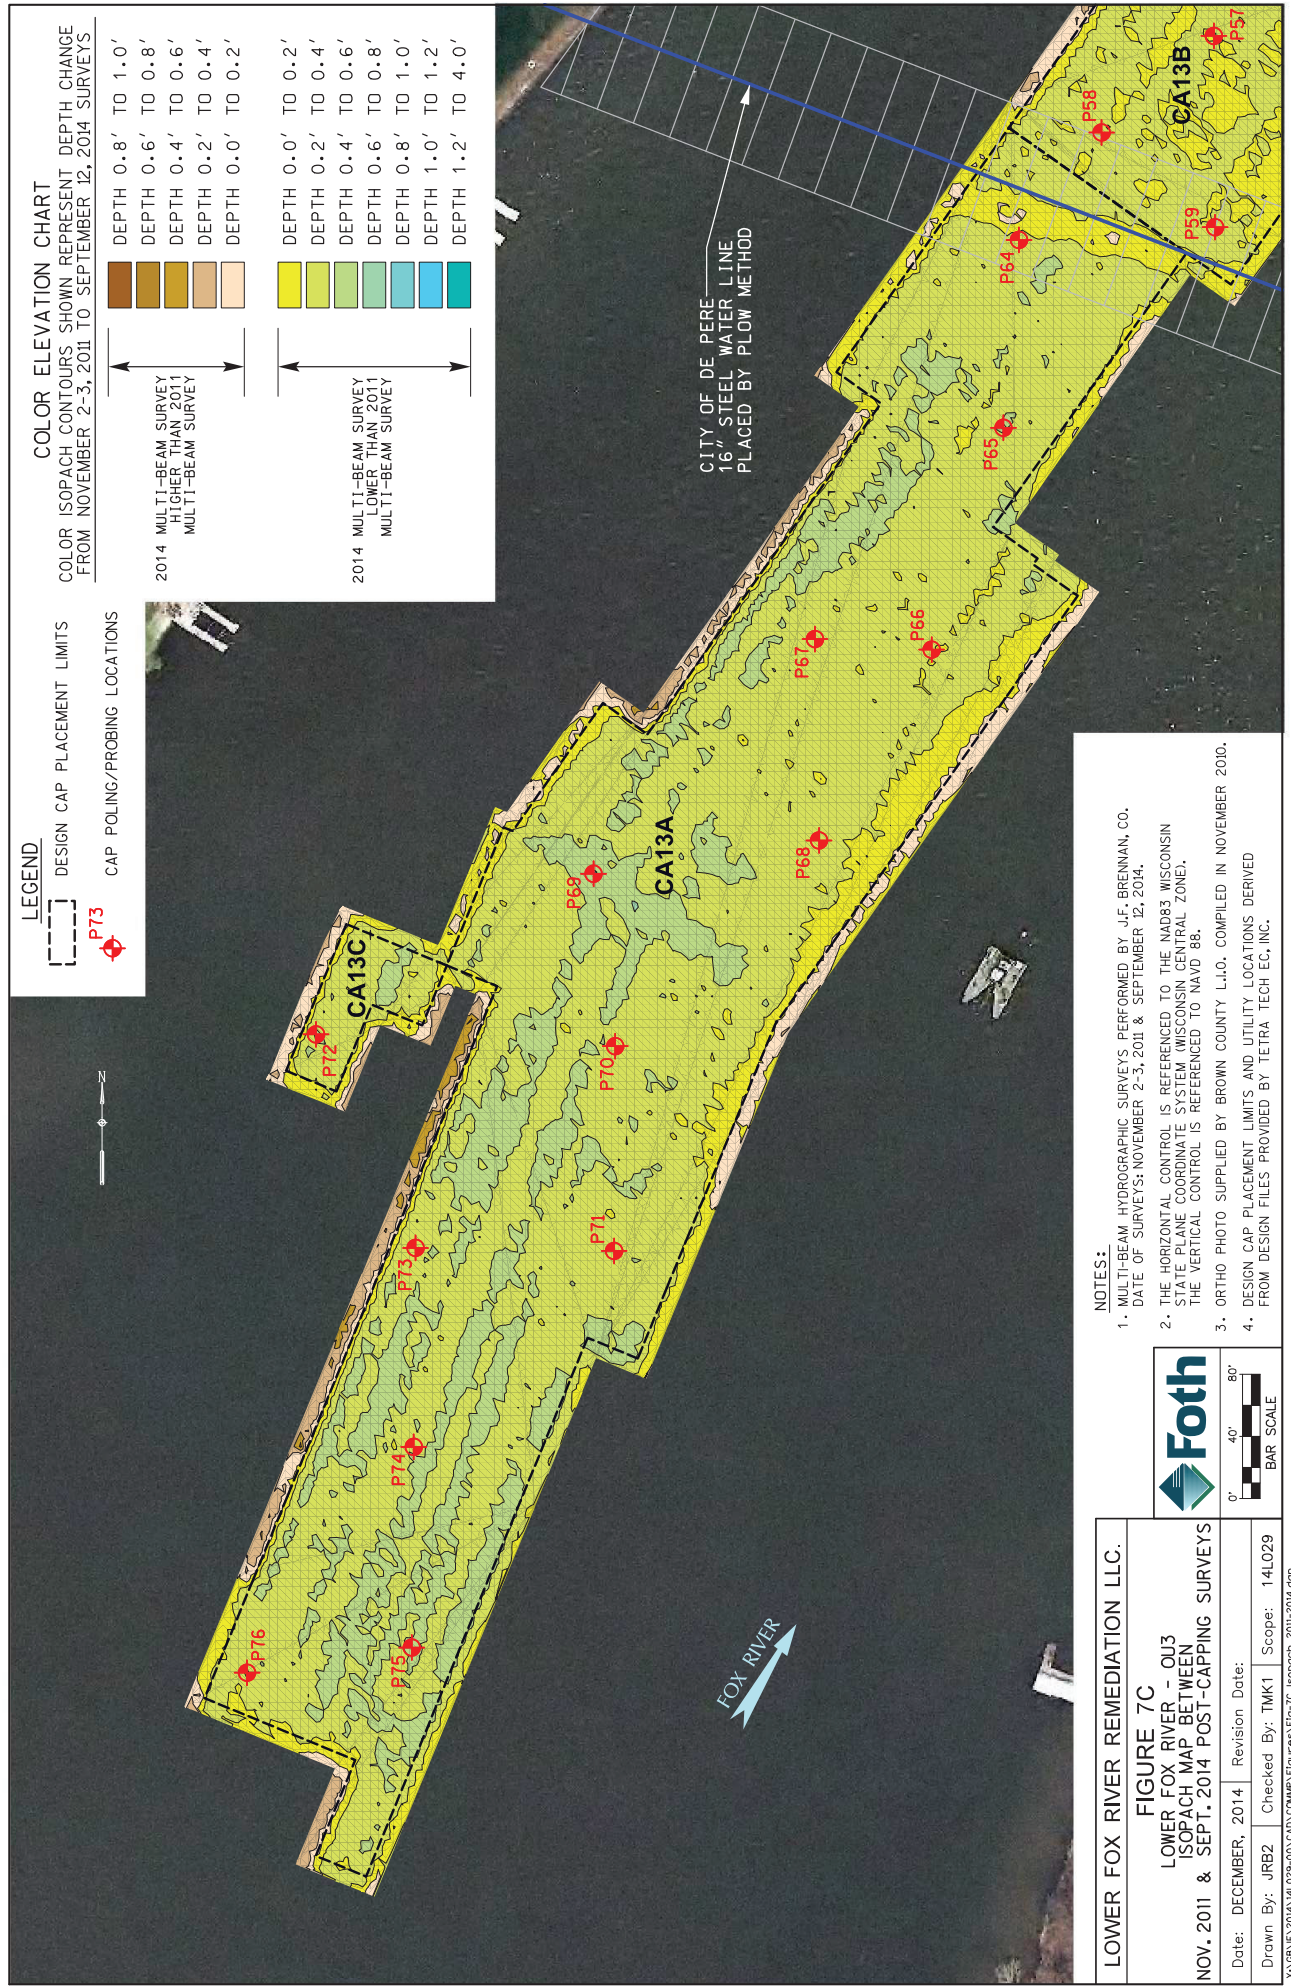 LEGEND
DESIGN CAP PLACEMENT LIMITS
P73
CAP POLING/PROBING LOCATIONS
COLOR ELEVATION CHART
COLOR ISOPACH CONTOURS SHOWN REPRESENT DEPTH CHANGE
FROM NOVEMBER 2-3, 2011 TO SEPTEMBER 12, 2014 SURVEYS
2014 MULTI-BEAM SURVEY
HIGHER THAN 2011
MULTI-BEAM SURVEY
DEPTH 0.8' TO 1.0'
DEPTH 0.6' TO 0.8'
DEPTH 0.4' TO 0.6'
DEPTH 0.2' TO 0.4'
DEPTH 0.0' TO 0.2'
2014 MULTI-BEAM SURVEY
LOWER THAN 2011
MULTI-BEAM SURVEY
DEPTH 0.0' TO 0.2'
DEPTH 0.2' TO 0.4'
DEPTH 0.4' TO 0.6'
DEPTH 0.6' TO 0.8'
DEPTH 0.8' TO 1.0'
DEPTH 1.0' TO 1.2'
DEPTH 1.2' TO 4.0'
N
CITY OF DE PERE
16" STEEL WATER LINE
PLACED BY PLOW METHOD
CA13C
P72
P76
P75
P74
P73
P71
P70
P69
CA13A
P68
P67
P66
P65
P64
P59
P58
CA13B
P57
FOX RIVER
NOTES:
1. MULTI-BEAM HYDROGRAPHIC SURVEYS PERFORMED BY J.F. BRENNAN, CO.
DATE OF SURVEYS: NOVEMBER 2-3, 2011 & SEPTEMBER 12, 2014.
2. THE HORIZONTAL CONTROL IS REFERENCED TO THE NAD83 WISCONSIN
STATE PLANE COORDINATE SYSTEM (WISCONSIN CENTRAL ZONE).
THE VERTICAL CONTROL IS REFERENCED TO NAVD 88.
3. ORTHO PHOTO SUPPLIED BY BROWN COUNTY L.I.O. COMPILED IN NOVEMBER 2010.
4. DESIGN CAP PLACEMENT LIMITS AND UTILITY LOCATIONS DERIVED
FROM DESIGN FILES PROVIDED BY TETRA TECH EC, INC.
Foth
0' 40' 80'
BAR SCALE
LOWER FOX RIVER REMEDIATION LLC.
FIGURE 7C
LOWER FOX RIVER - OU3
ISOPACH MAP BETWEEN
NOV. 2011 & SEPT. 2014 POST-CAPPING SURVEYS
Date: DECEMBER, 2014 Revision Date:
Drawn By: JRB2 Checked By: TMK1 Scope: 14L029